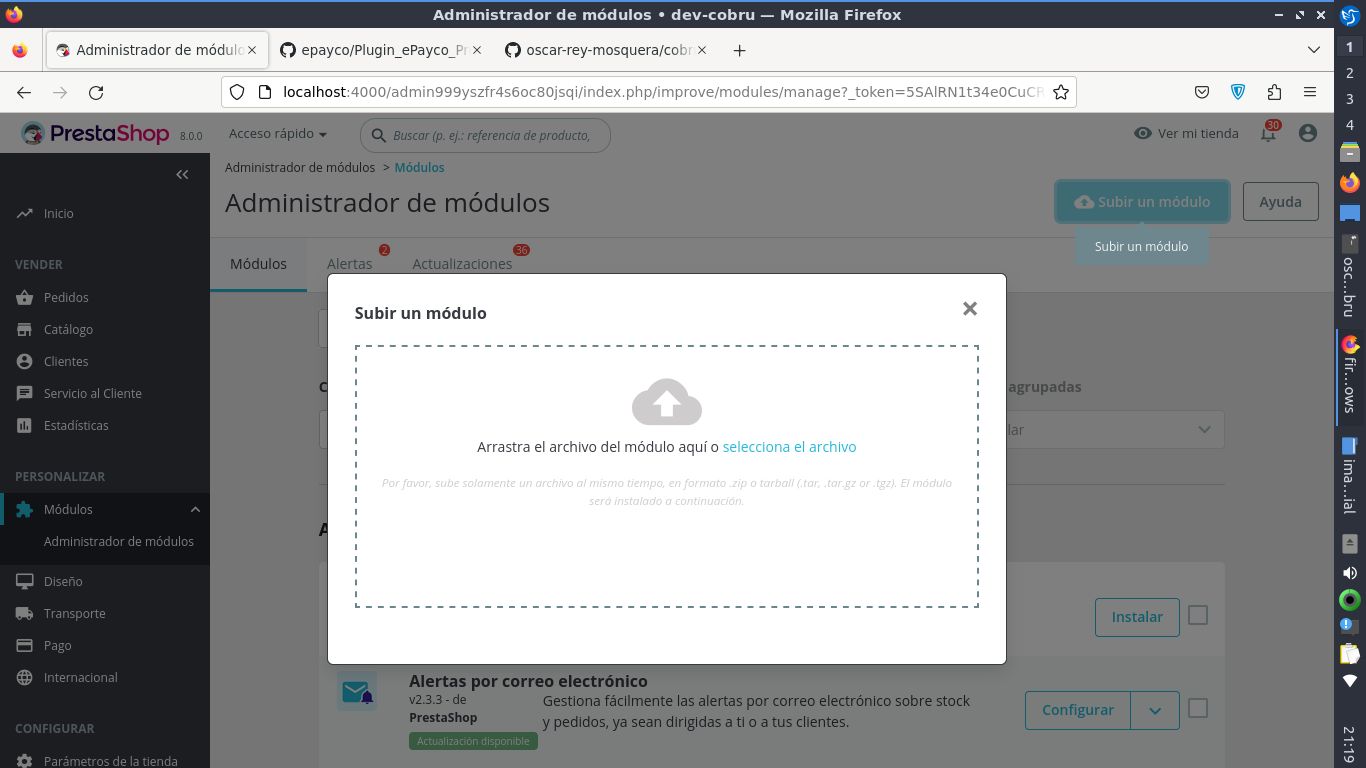 Administrador de módulos • dev-cobru — Mozilla Firefox
Administrador de módulo
epayco/Plugin_ePayco_Pr
oscar-rey-mosquera/cobr
localhost:4000/admin999yszfr4s6oc80jsqi/index.php/improve/modules/manage?_token=5SAlRN1t34e0CuCR
PrestaShop 8.0.0
Acceso rápido
Buscar (p. ej.: referencia de producto,
Ver mi tienda
30
Administrador de módulos > Módulos
Administrador de módulos
Subir un módulo
Ayuda
Subir un módulo
Módulos
Alertas 2
Actualizaciones 36
Inicio
VENDER
Pedidos
Catálogo
Clientes
Servicio al Cliente
Estadísticas
PERSONALIZAR
Módulos
Administrador de módulos
Diseño
Transporte
Pago
Internacional
CONFIGURAR
Parámetros de la tienda
Subir un módulo
Arrastra el archivo del módulo aquí o selecciona el archivo
Por favor, sube solamente un archivo al mismo tiempo, en formato .zip o tarball (.tar, .tar.gz or .tgz). El módulo
será instalado a continuación.
agrupadas
lar
Instalar
Alertas por correo electrónico
v2.3.3 - de
PrestaShop
Gestiona fácilmente las alertas por correo electrónico sobre stock
y pedidos, ya sean dirigidas a ti o a tus clientes.
Actualización disponible
Configurar
1
2
3
4
osc...bru
fir...ows
ima...ial
21:19